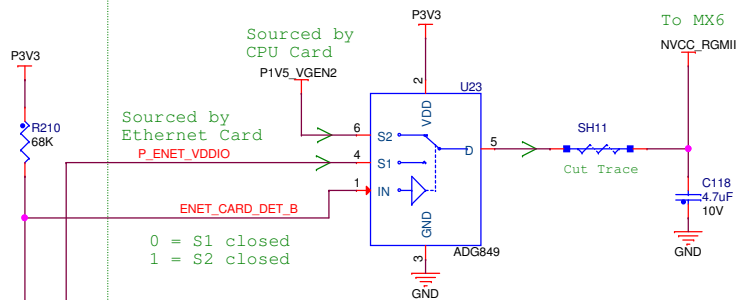 P3V3
R210
68K
Sourced by
CPU Card
P1V5_VGEN2
Sourced by
Ethernet Card
P_ENET_VDDIO
ENET_CARD_DET_B
0 = S1 closed
1 = S2 closed
P3V3
2
U23
VDD
6
S2
4
S1
D
5
1
IN
GND
3
ADG849
GND
SH11
Cut Trace
To MX6
NVCC_RGMII
C118
4.7uF
10V
GND